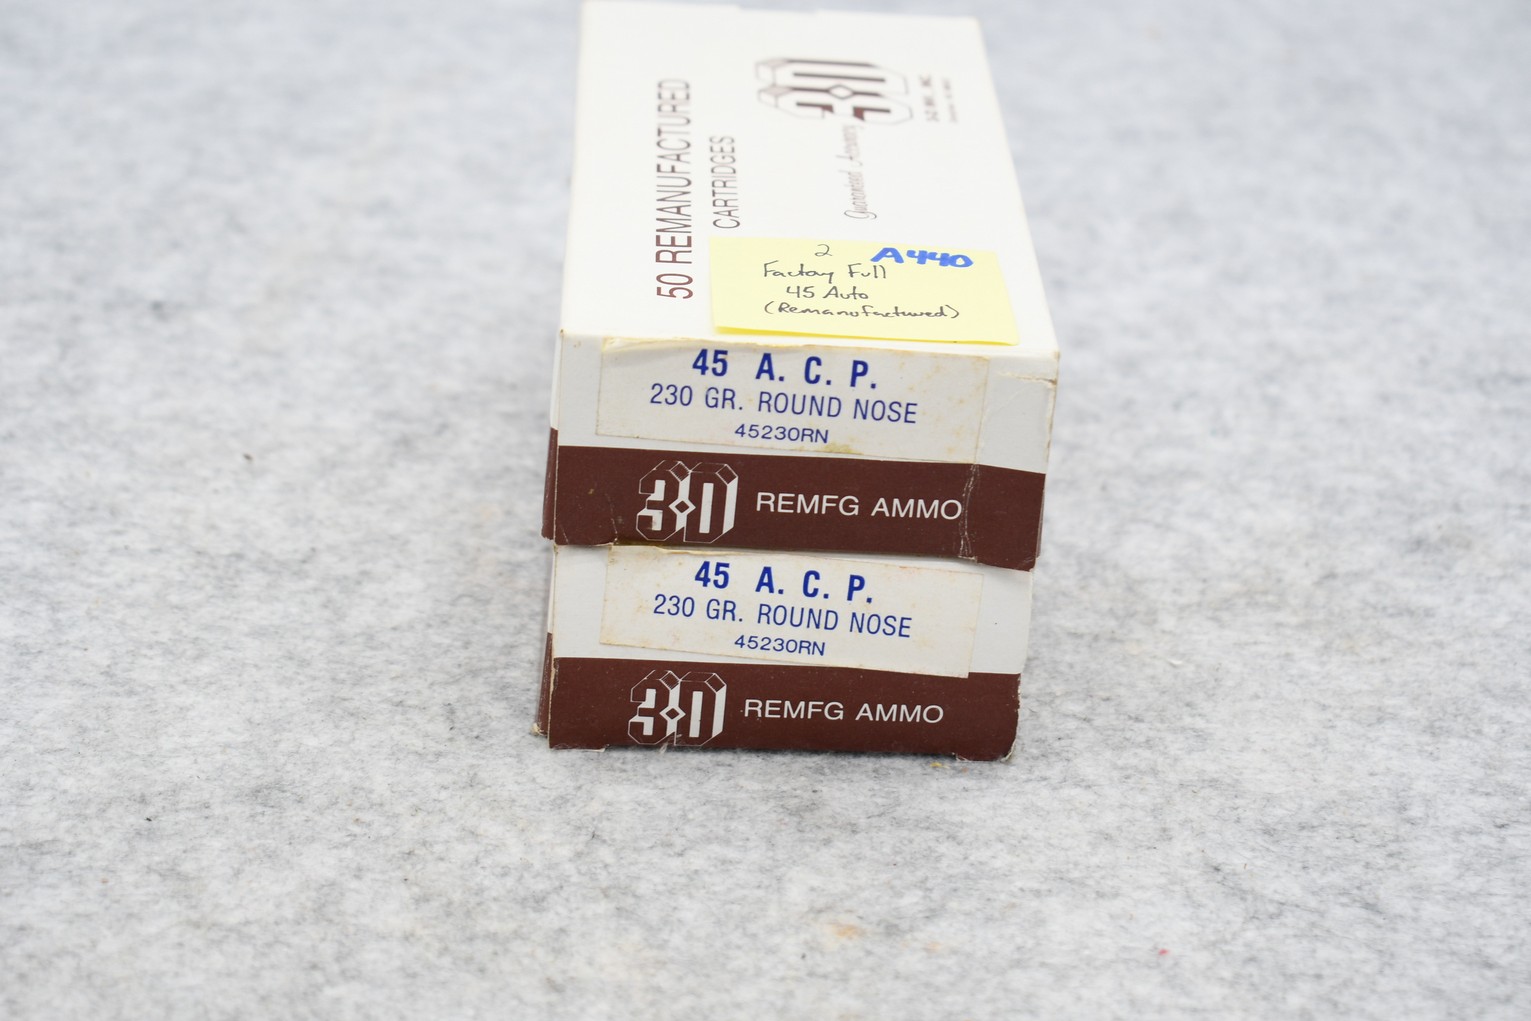 50 REMANUFACTURED
CARTRIDGES
3D
Guaranteed Accuracy
2 A440
Factory Full
45 Auto
(Remanufactured)
45 A. C. P.
230 GR. ROUND NOSE
45230RN
3D REMFG AMMO
45 A. C. P.
230 GR. ROUND NOSE
45230RN
3D REMFG AMMO